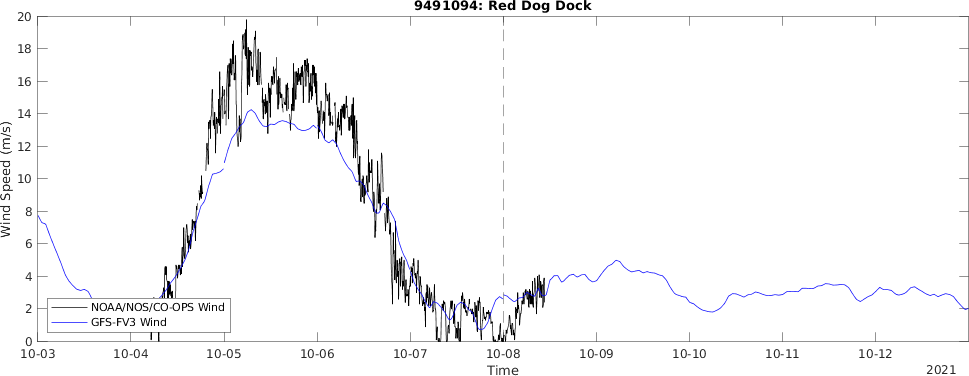 9491094: Red Dog Dock
Wind Speed (m/s)
20
18
16
14
12
10
8
6
4
2
0
NOAA/NOS/CO-OPS Wind
GFS-FV3 Wind
10-03 10-04 10-05 10-06 10-07 10-08 10-09 10-10 10-11 10-12
Time
2021